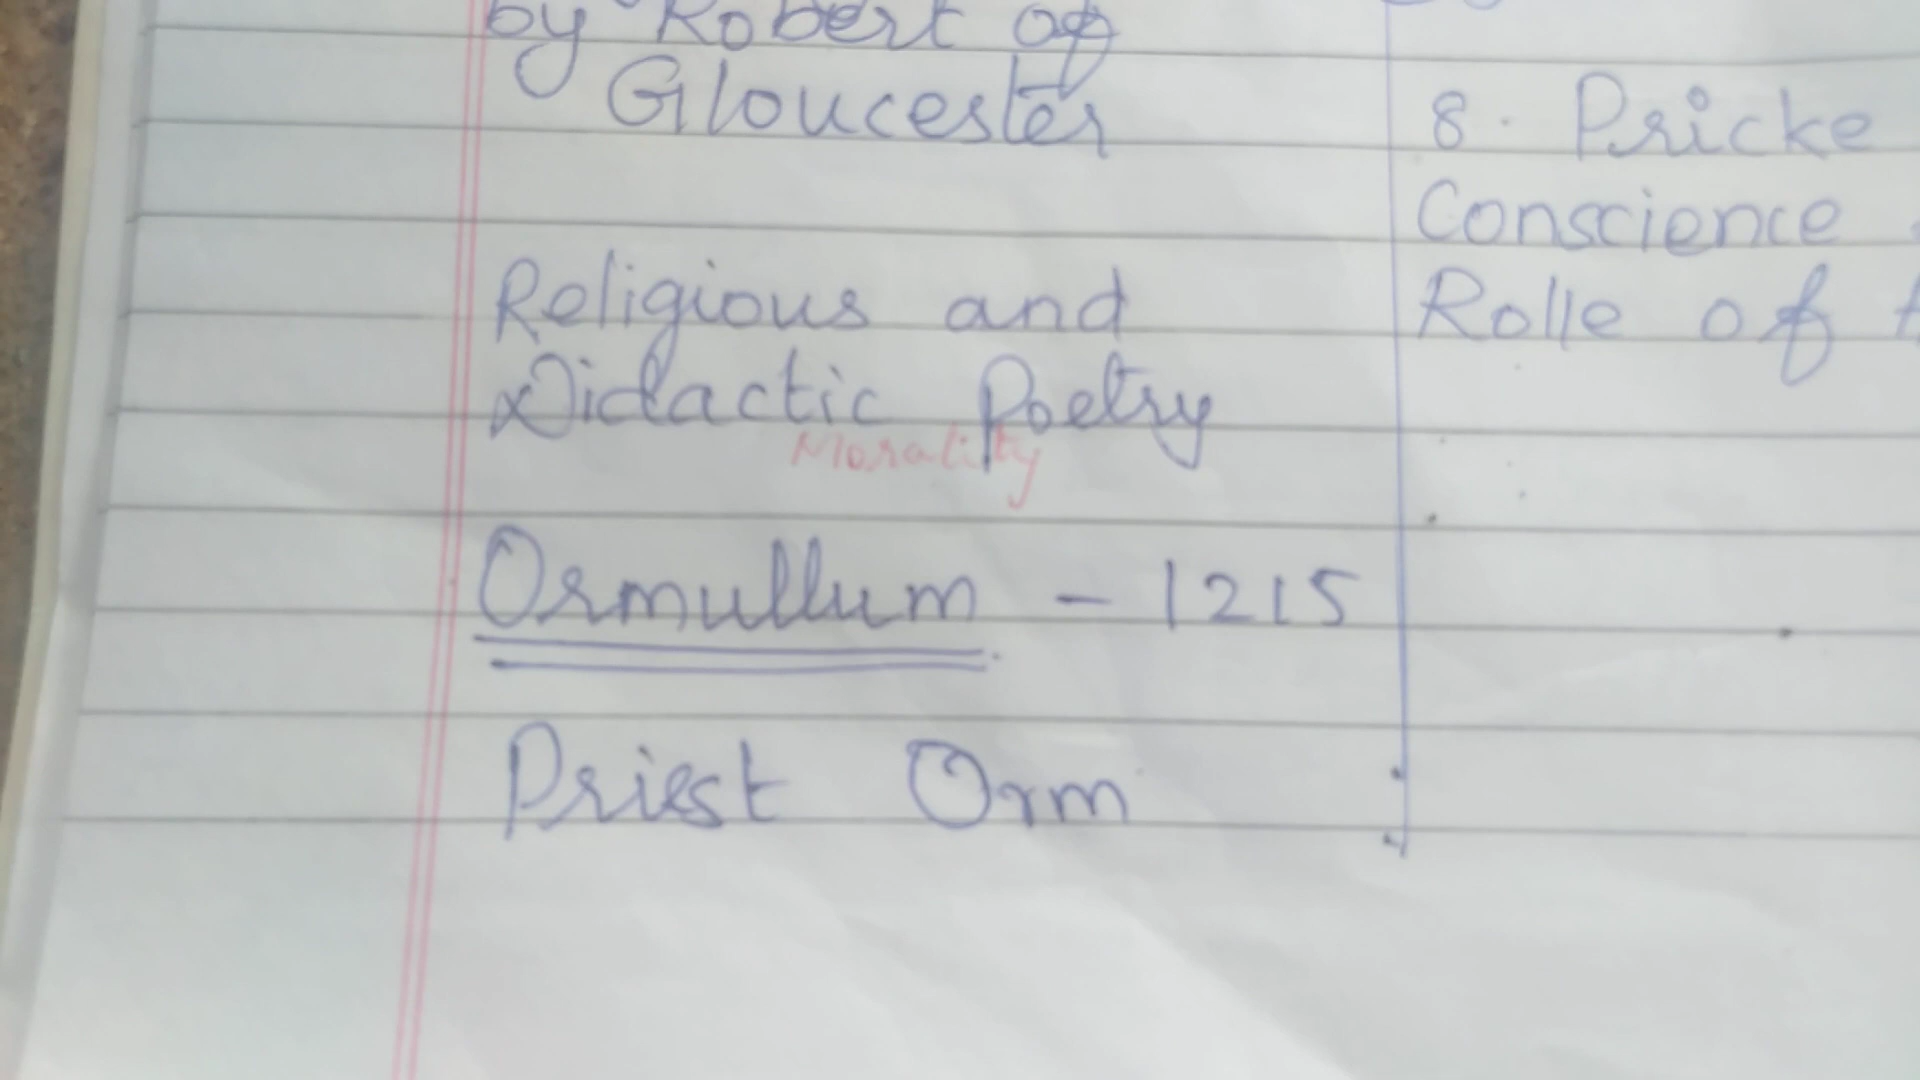 by Robert of
Gloucester
Religious and
Didactic Poetry
Morality
Ormullum - 1215
Priest Orm
8. Pricke
Conscience
Rolle of